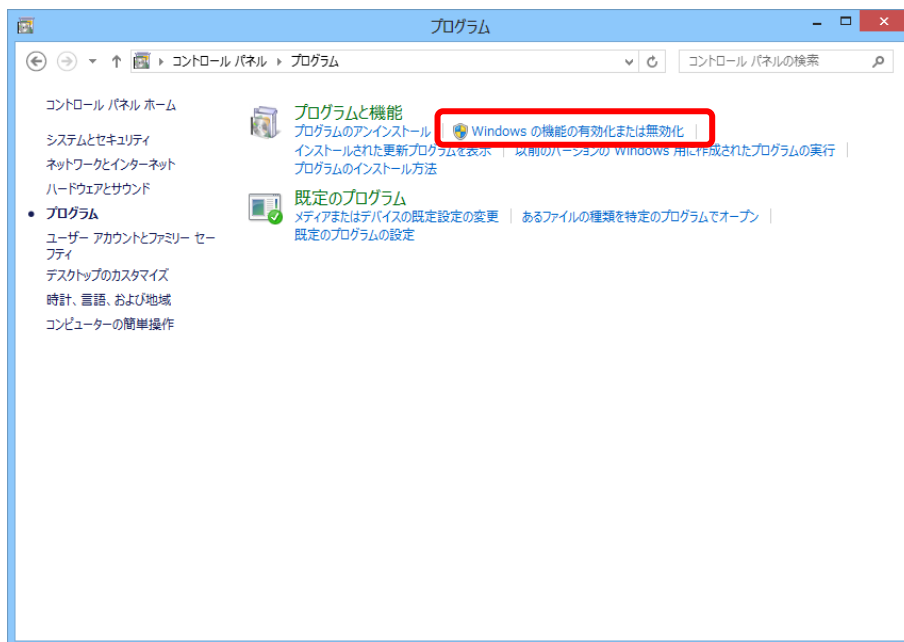 プログラム
コントロール パネル プログラム
コントロール パネルの検索
コントロール パネル ホーム
システムとセキュリティ
ネットワークとインターネット
ハードウェアとサウンド
プログラム
ユーザー アカウントとファミリー セー
フティ
デスクトップのカスタマイズ
時計、言語、および地域
コンピューターの簡単操作
プログラムと機能
プログラムのアンインストール Windows の機能の有効化または無効化
インストールされた更新プログラムを表示 以前のバージョンの Windows 用に作成されたプログラムの実行
プログラムのインストール方法
既定のプログラム
メディアまたはデバイスの既定設定の変更 あるファイルの種類を特定のプログラムでオープン
既定のプログラムの設定